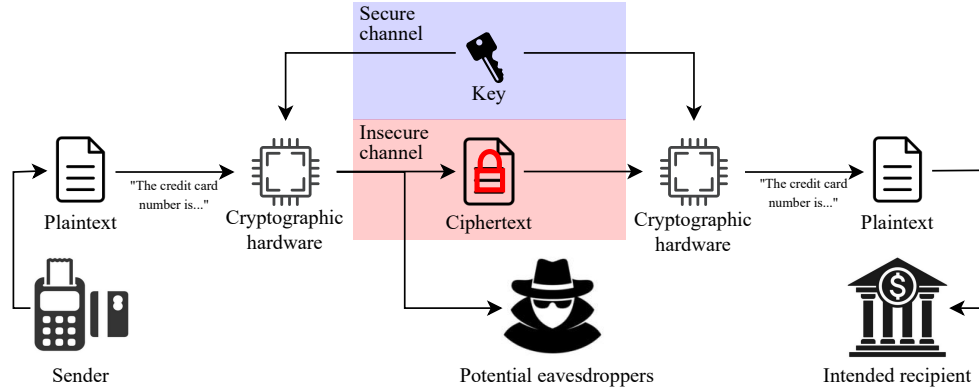 Secure
channel
Key
Insecure
channel
"The credit card
number is..."
"The credit card
number is..."
Plaintext
Cryptographic
hardware
Ciphertext
Cryptographic
hardware
Plaintext
$
Sender
Potential eavesdroppers
Intended recipient